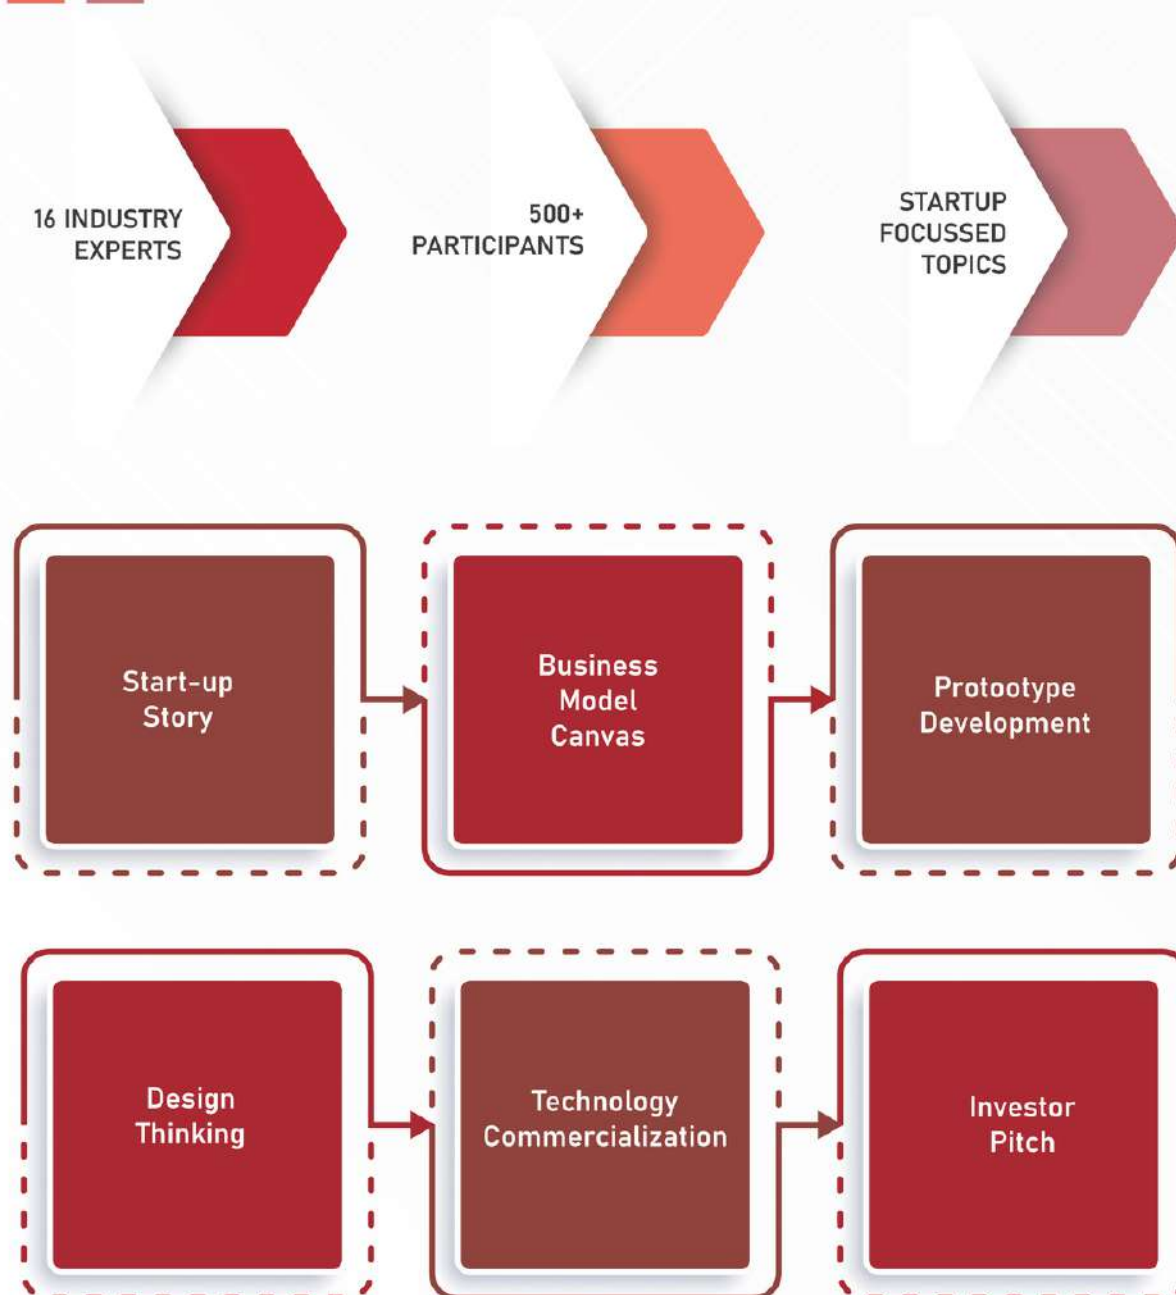 16 INDUSTRY
EXPERTS
500+
PARTICIPANTS
STARTUP
FOCUSSED
TOPICS
Start-up
Story
Business
Model
Canvas
Protootype
Development
Design
Thinking
Technology
Commercialization
Investor
Pitch